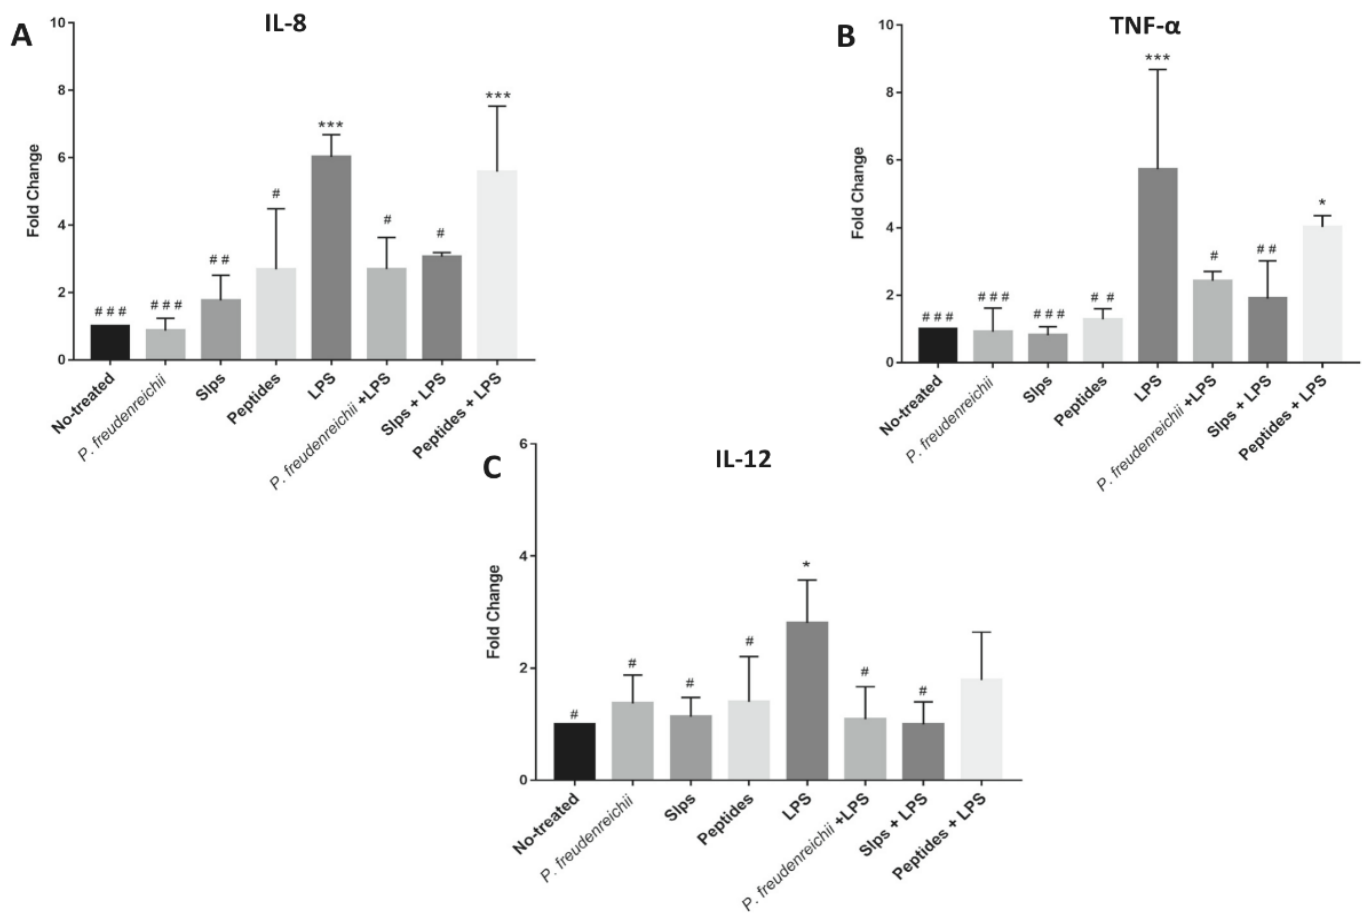 A
IL-8
Fold Change
10
8
6
4
2
0
# # #
# # #
# #
#
***
#
#
***
No-treated
P. freudenreichii
Slps
Peptides
LPS
P. freudenreichii +LPS
Slps + LPS
Peptides + LPS
B
TNF-α
Fold Change
10
8
6
4
2
0
# # #
# # #
# # #
# #
***
#
# #
*
No-treated
P. freudenreichii
Slps
Peptides
LPS
P. freudenreichii +LPS
Slps + LPS
Peptides + LPS
C
IL-12
Fold Change
6
4
2
0
#
#
#
#
*
#
#
No-treated
P. freudenreichii
Slps
Peptides
LPS
P. freudenreichii +LPS
Slps + LPS
Peptides + LPS